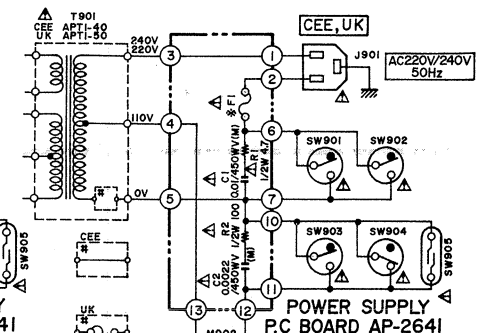 T901
CEE APT1-40
UK APT1-50
240V
220V
110V
0V
#
3
4
5
1
2
6
7
10
11
13
12
CEE,UK
J901
AC220V/240V
50Hz
※F1
C1
0.01/450WV(M)
R1
1/2W 4.7
R2
1/2W 100
C2
0.0022
/450WV
(M)
SW901
SW902
SW903
SW904
SW905
SW905
CEE
#
UK
#
POWER SUPPLY
P.C BOARD AP-2641
Y
41